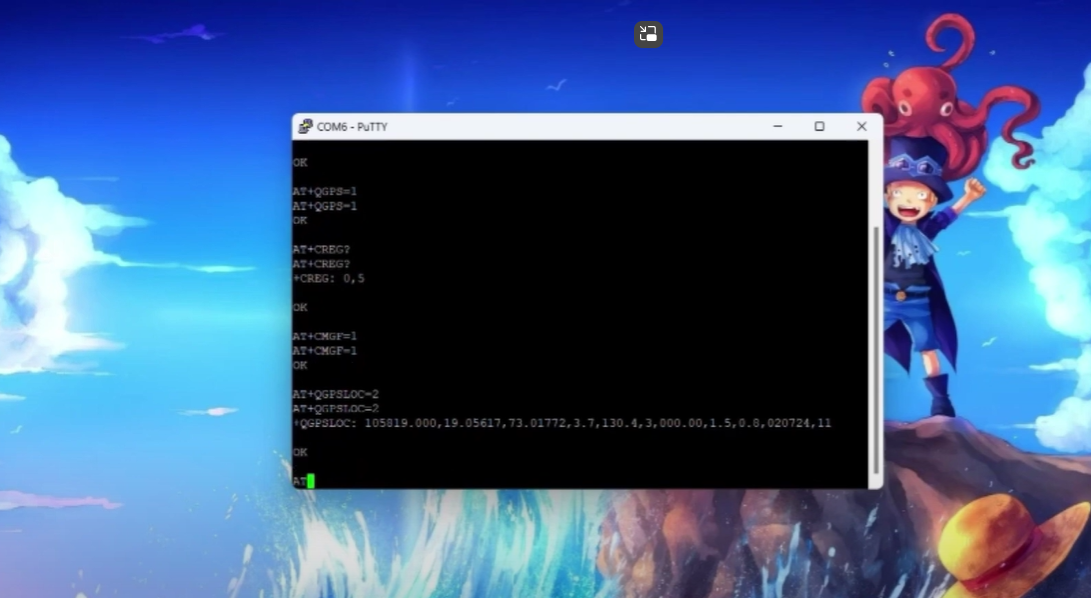 COM6 - PuTTY
OK
AT+QGPS=1
AT+QGPS=1
OK
AT+CREG?
AT+CREG?
+CREG: 0,5
OK
AT+CMGF=1
AT+CMGF=1
OK
AT+QGPSLOC=2
AT+QGPSLOC=2
+QGPSLOC: 105819.000,19.05617,73.01772,3.7,130.4,3,000.00,1.5,0.8,020724,11
OK
AT